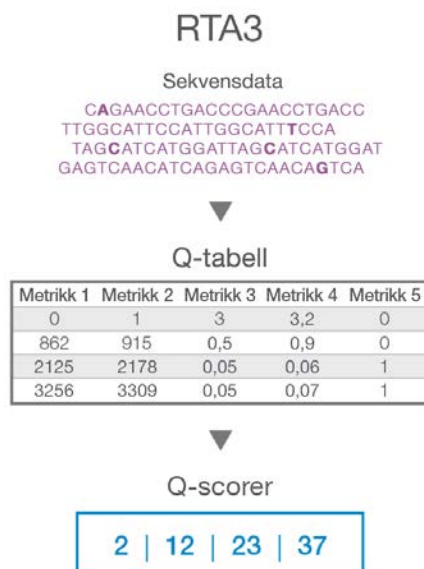 RTA3
Sekvensdata
CAGAACCTGACCCGAACCTGACC
TTGGCATTCCATTGGCATTTCCA
TAGCATCATGGATTAGCATCATGGAT
GAGTCAACATCAGAGTCAACAGTCA
Q-tabell
Metrikk 1 Metrikk 2 Metrikk 3 Metrikk 4 Metrikk 5
0 1 3 3,2 0
862 915 0,5 0,9 0
2125 2178 0,05 0,06 1
3256 3309 0,05 0,07 1
Q-scorer
2 | 12 | 23 | 37